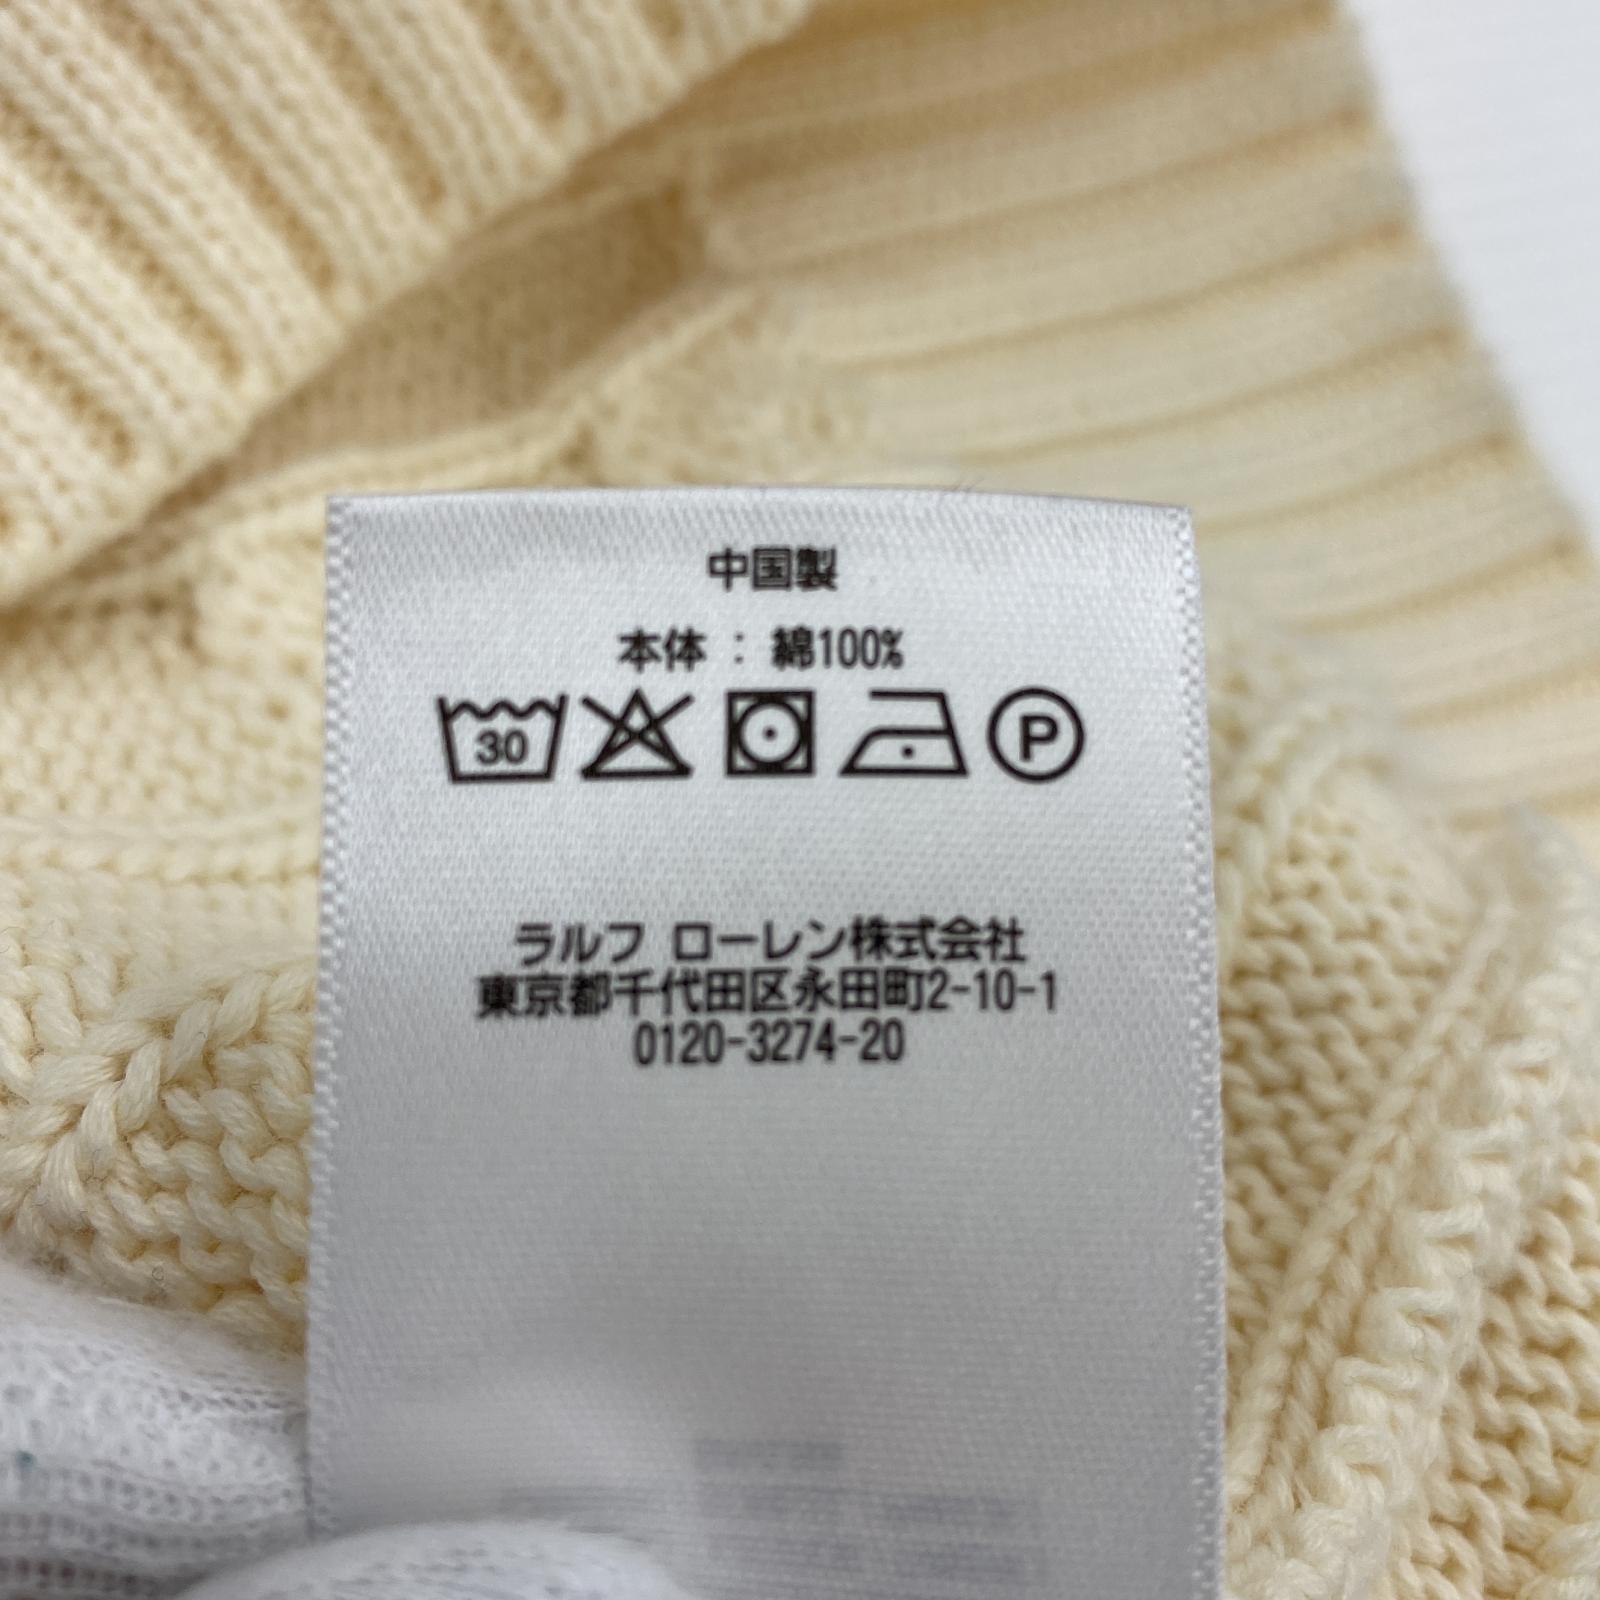 中国製
本体 : 綿100%
30 P
ラルフ ローレン株式会社
東京都千代田区永田町2-10-1
0120-3274-20